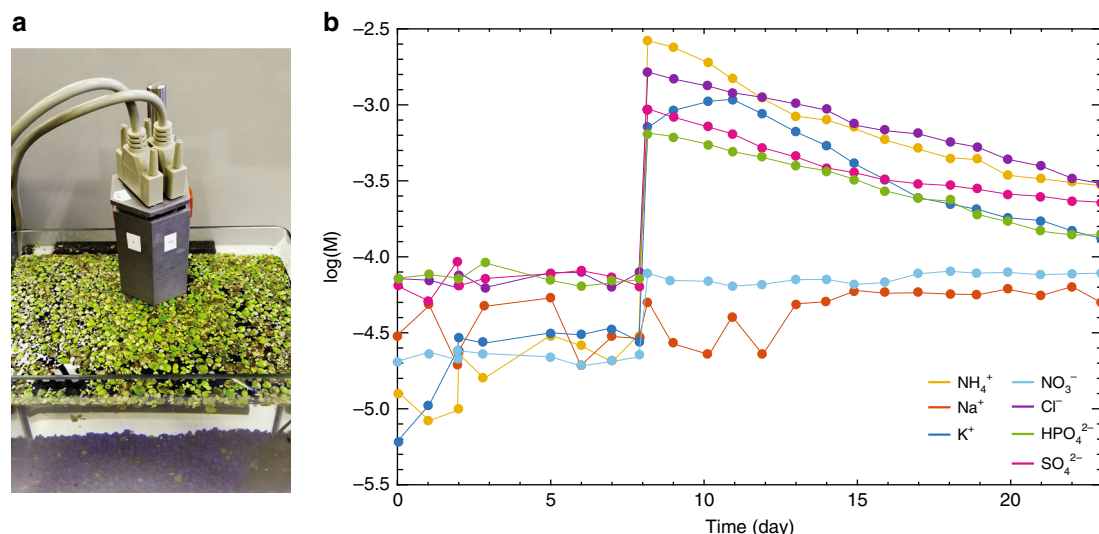 a
b
log(M)
−2.5
−3.0
−3.5
−4.0
−4.5
−5.0
−5.5
0
5
10
15
20
Time (day)
NH₄⁺
Na⁺
K⁺
NO₃⁻
Cl⁻
HPO₄²⁻
SO₄²⁻